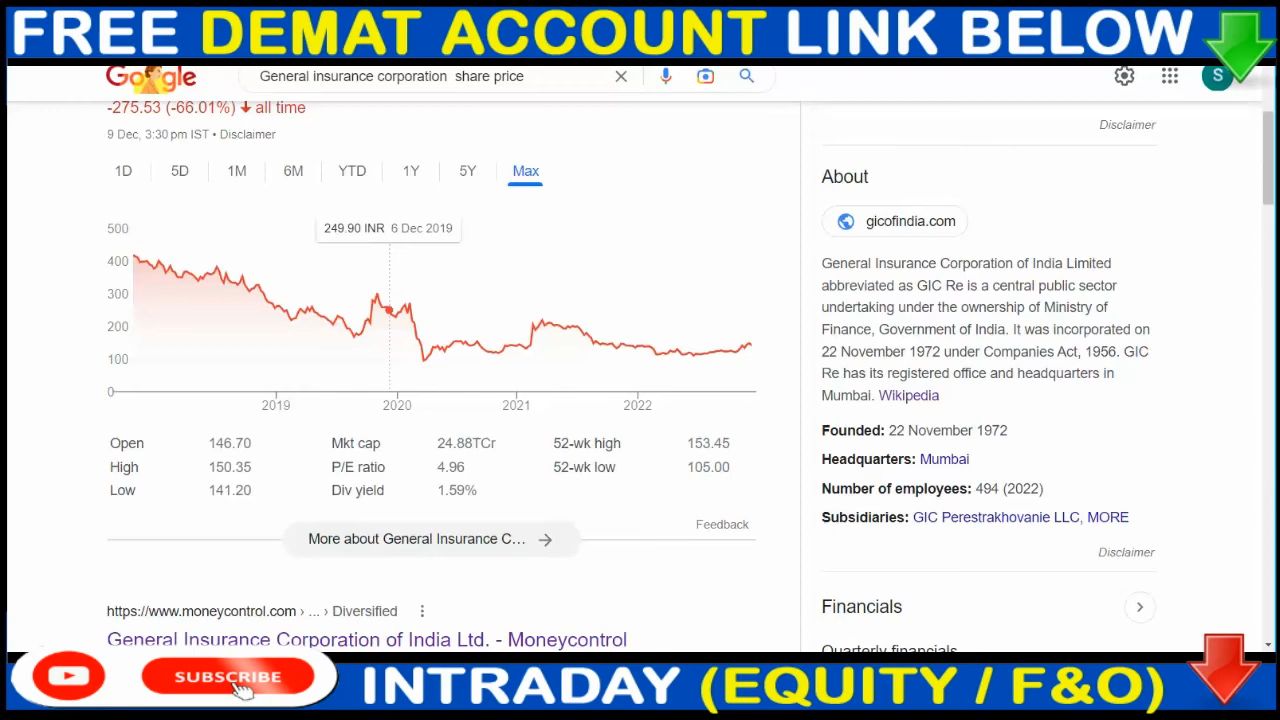 FREE DEMAT ACCOUNT LINK BELOW
Google
General insurance corporation share price
S
-275.53 (-66.01%) all time
9 Dec, 3:30 pm IST • Disclaimer
1D 5D 1M 6M YTD 1Y 5Y Max
249.90 INR 6 Dec 2019
500
400
300
200
100
0
2019 2020 2021 2022
Open 146.70 Mkt cap 24.88TCr 52-wk high 153.45
High 150.35 P/E ratio 4.96 52-wk low 105.00
Low 141.20 Div yield 1.59%
Feedback
More about General Insurance C...
https://www.moneycontrol.com › ... › Diversified
General Insurance Corporation of India Ltd. - Moneycontrol
Disclaimer
About
gicofindia.com
General Insurance Corporation of India Limited
abbreviated as GIC Re is a central public sector
undertaking under the ownership of Ministry of
Finance, Government of India. It was incorporated on
22 November 1972 under Companies Act, 1956. GIC
Re has its registered office and headquarters in
Mumbai. Wikipedia
Founded: 22 November 1972
Headquarters: Mumbai
Number of employees: 494 (2022)
Subsidiaries: GIC Perestrakhovanie LLC, MORE
Disclaimer
Financials
Quarterly financials
SUBSCRIBE
INTRADAY (EQUITY / F&O)